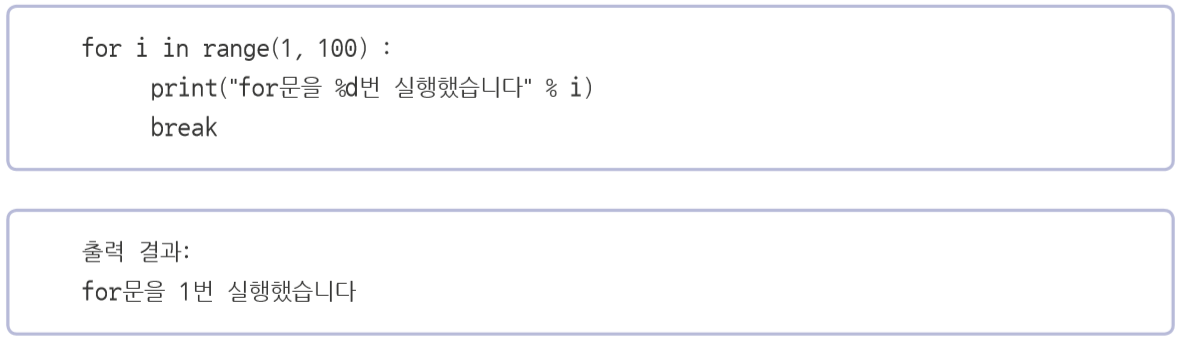 for i in range(1, 100) :
print("for문을 %d번 실행했습니다" % i)
break
출력 결과:
for문을 1번 실행했습니다